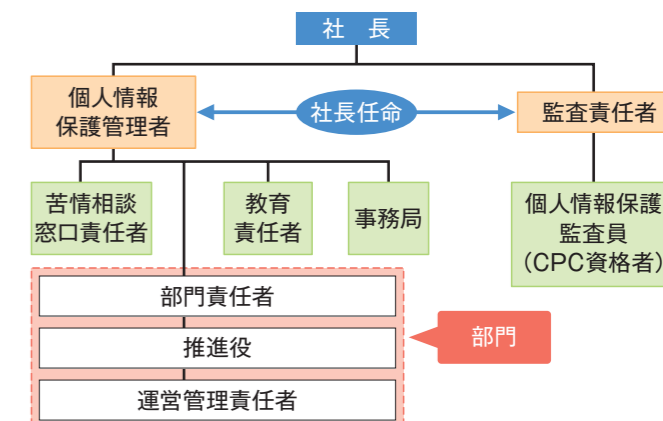 社 長
個人情報
保護管理者
社長任命
監査責任者
苦情相談
窓口責任者
教育
責任者
事務局
個人情報保護
監査員
（CPC資格者）
部門責任者
推進役
運営管理責任者
部門